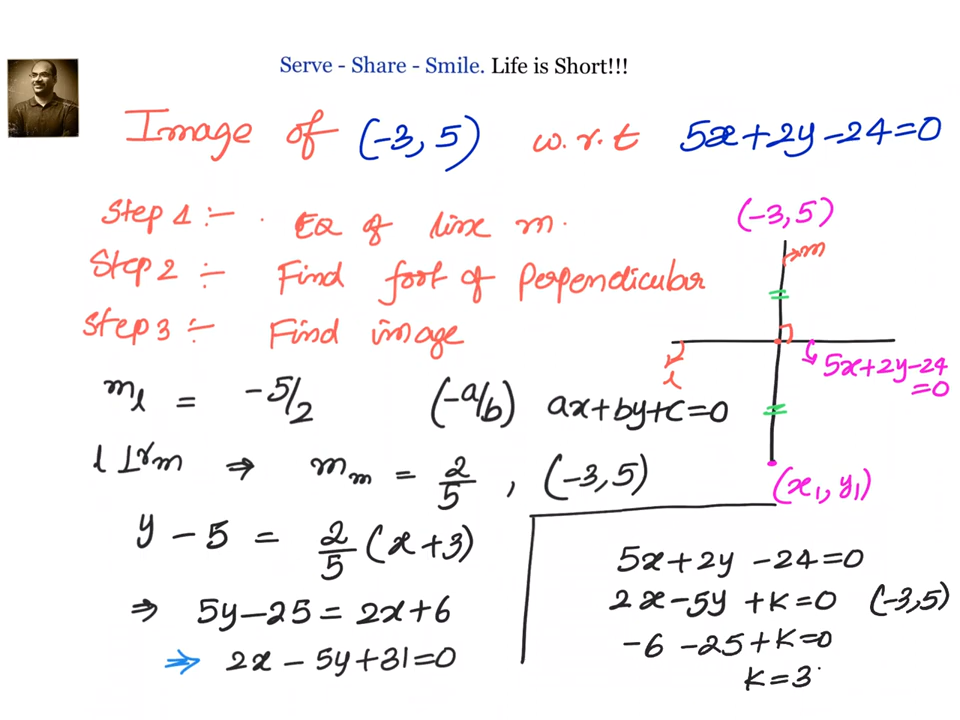 Serve - Share - Smile. Life is Short!!!
Image of (-3, 5) w.r.t 5x+2y-24=0
Step 1 :- EQ of line m.
Step 2 :- Find foot of perpendicular
Step 3 :- Find image
(-3, 5)
m
l
5x+2y-24
=0
(x₁, y₁)
m_l = -5/2 (-a/b) ax+by+c=0
l ⊥r m ⇒ m_m = 2/5 , (-3, 5)
y - 5 = 2/5 (x+3)
⇒ 5y-25 = 2x+6
⇒ 2x - 5y+31=0
5x+2y -24=0
2x-5y +k=0 (-3,5)
-6 -25+k=0
k=3